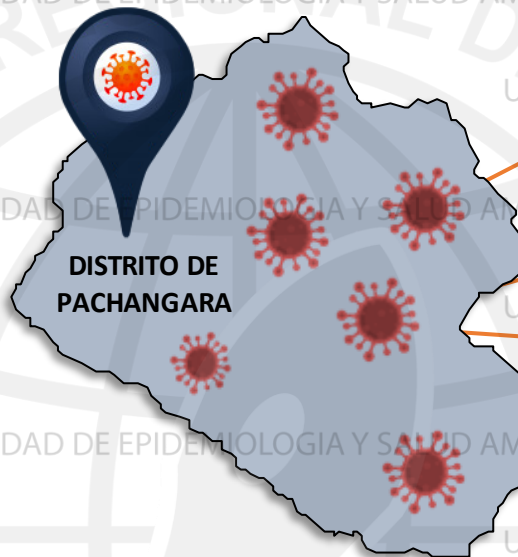 DISTRITO DE
PACHANGARA
DAD DE EPIDEMIOLOGIA Y SALUD AM
DAD DE EPIDEMIOLOGIA Y SALUD AM